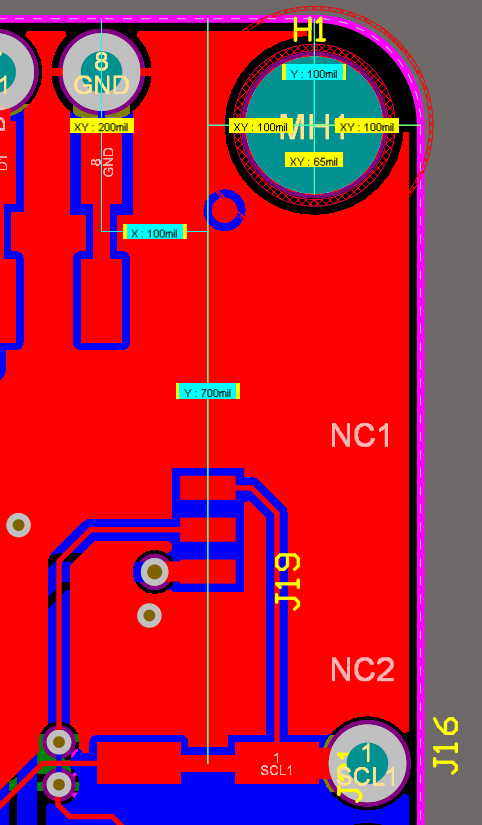 H1
8
GND
Y : 100mil
XY : 200mil
XY : 100mil
MH1
XY : 100mil
XY : 65mil
D1
8
GND
X : 100mil
Y : 700mil
NC1
J19
NC2
J16
1
SCL1
1
SCL1